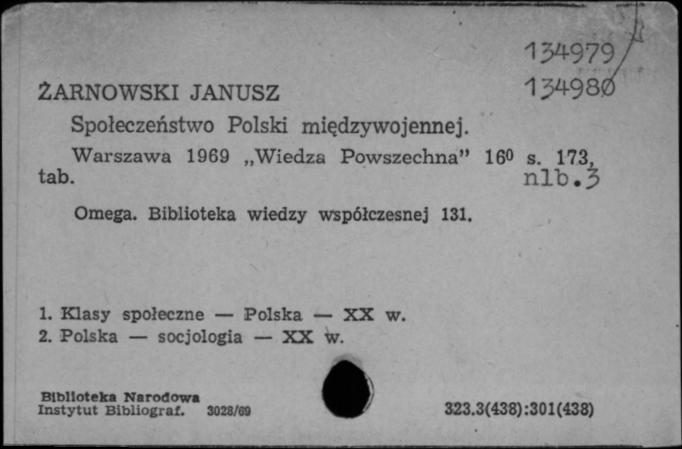 134979
134980
ŻARNOWSKI JANUSZ
Społeczeństwo Polski międzywojennej.
Warszawa 1969 „Wiedza Powszechna” 16⁰ s. 173,
tab. nlb.3
Omega. Biblioteka wiedzy współczesnej 131.
1. Klasy społeczne — Polska — XX w.
2. Polska — socjologia — XX w.
Biblioteka Narodowa
Instytut Bibliograf. 3028/69 323.3(438):301(438)